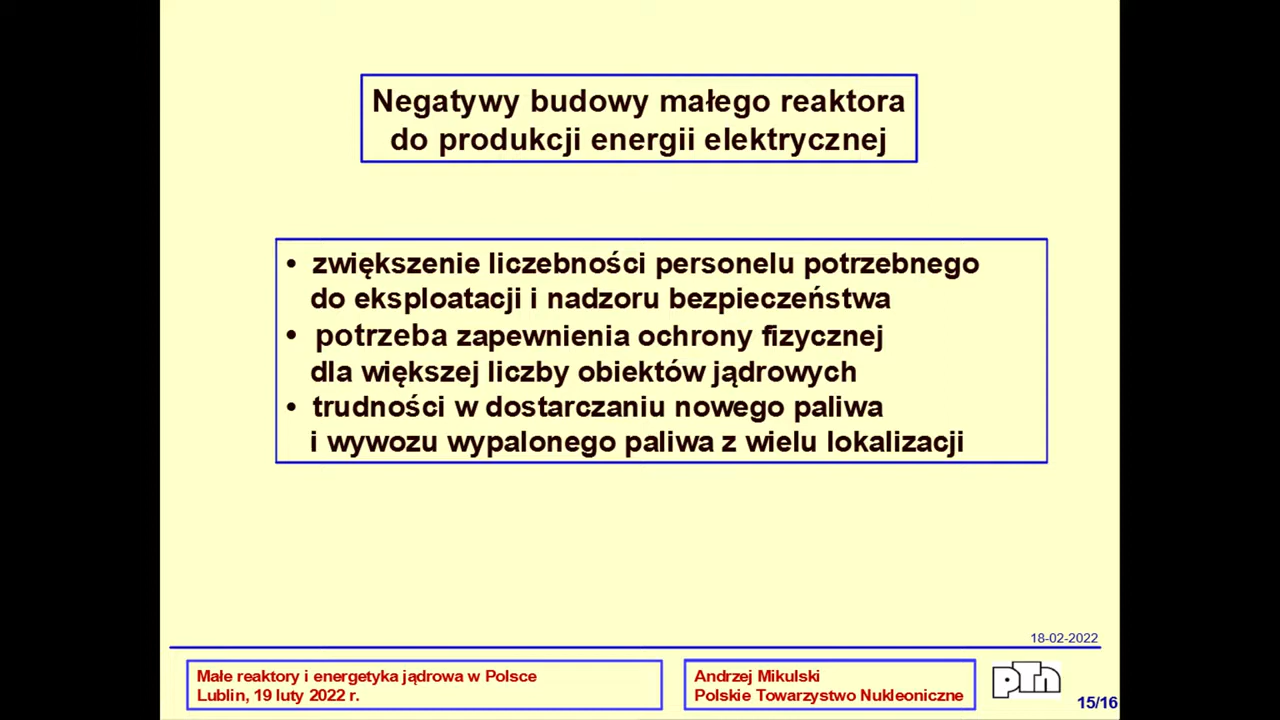 Negatywy budowy małego reaktora
do produkcji energii elektrycznej
• zwiększenie liczebności personelu potrzebnego
do eksploatacji i nadzoru bezpieczeństwa
• potrzeba zapewnienia ochrony fizycznej
dla większej liczby obiektów jądrowych
• trudności w dostarczaniu nowego paliwa
i wywozu wypalonego paliwa z wielu lokalizacji
18-02-2022
Małe reaktory i energetyka jądrowa w Polsce
Lublin, 19 luty 2022 r.
Andrzej Mikulski
Polskie Towarzystwo Nukleoniczne
PTN
15/16